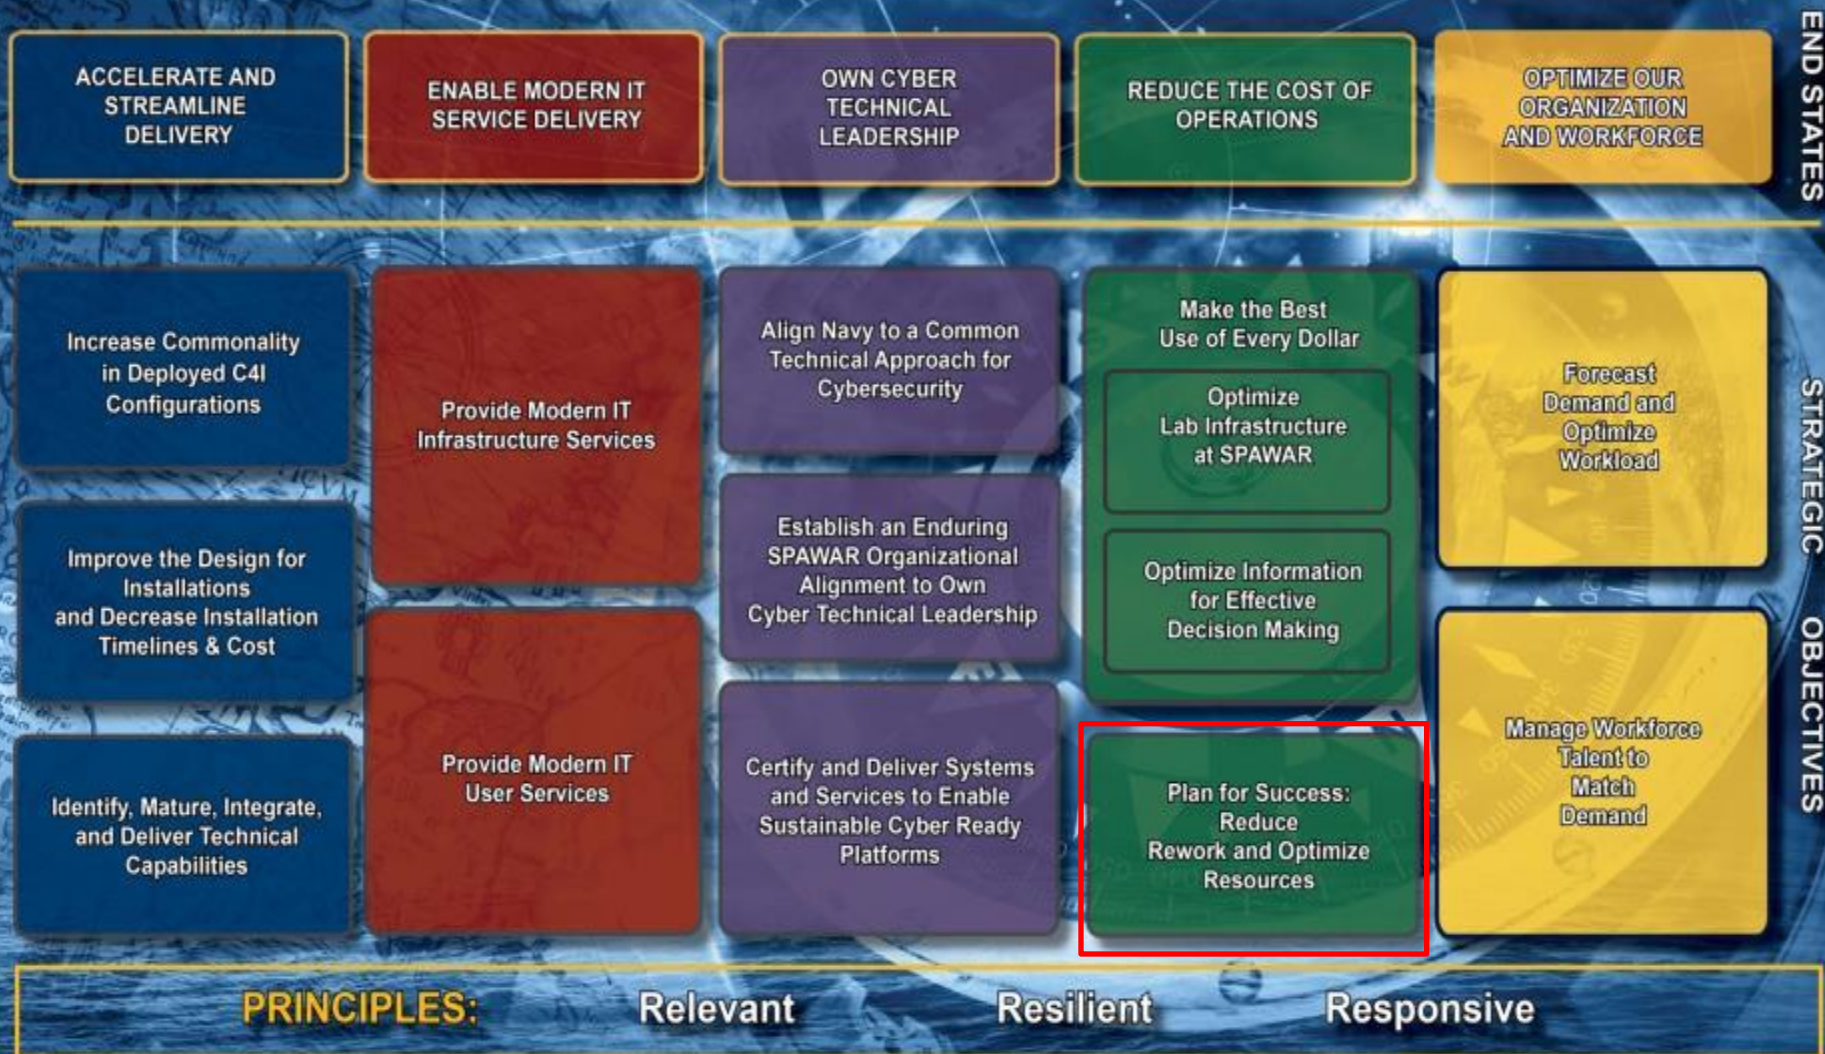 ACCELERATE AND
STREAMLINE
DELIVERY
ENABLE MODERN IT
SERVICE DELIVERY
OWN CYBER
TECHNICAL
LEADERSHIP
REDUCE THE COST OF
OPERATIONS
OPTIMIZE OUR
ORGANIZATION
AND WORKFORCE
END STATES
Increase Commonality
in Deployed C4I
Configurations
Improve the Design for
Installations
and Decrease Installation
Timelines & Cost
Identify, Mature, Integrate,
and Deliver Technical
Capabilities
Provide Modern IT
Infrastructure Services
Provide Modern IT
User Services
Align Navy to a Common
Technical Approach for
Cybersecurity
Establish an Enduring
SPAWAR Organizational
Alignment to Own
Cyber Technical Leadership
Certify and Deliver Systems
and Services to Enable
Sustainable Cyber Ready
Platforms
Make the Best
Use of Every Dollar
Optimize
Lab Infrastructure
at SPAWAR
Optimize Information
for Effective
Decision Making
Plan for Success:
Reduce
Rework and Optimize
Resources
Forecast
Demand and
Optimize
Workload
Manage Workforce
Talent to
Match
Demand
STRATEGIC OBJECTIVES
PRINCIPLES: Relevant Resilient Responsive